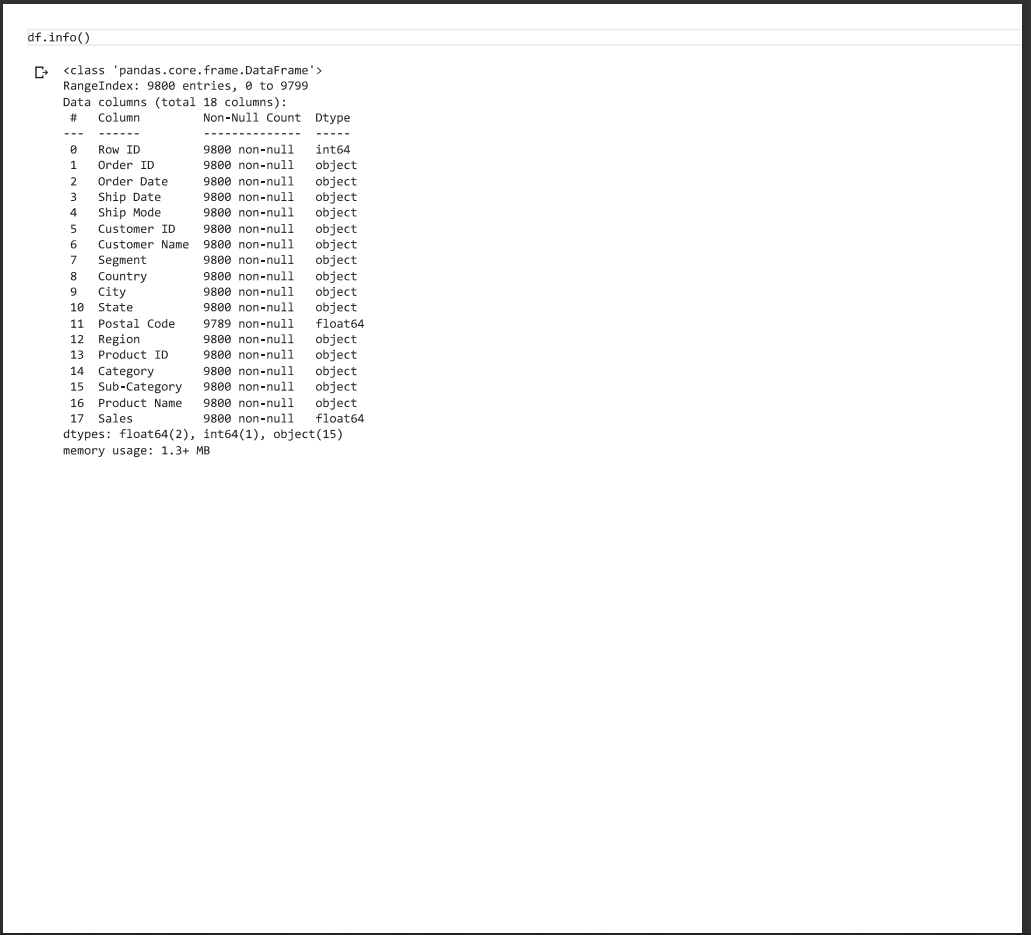 df.info()
<class 'pandas.core.frame.DataFrame'>
RangeIndex: 9800 entries, 0 to 9799
Data columns (total 18 columns):
 #   Column         Non-Null Count  Dtype
---  ------         --------------  -----
 0   Row ID         9800 non-null   int64
 1   Order ID       9800 non-null   object
 2   Order Date     9800 non-null   object
 3   Ship Date      9800 non-null   object
 4   Ship Mode      9800 non-null   object
 5   Customer ID    9800 non-null   object
 6   Customer Name  9800 non-null   object
 7   Segment        9800 non-null   object
 8   Country        9800 non-null   object
 9   City           9800 non-null   object
 10  State          9800 non-null   object
 11  Postal Code    9789 non-null   float64
 12  Region         9800 non-null   object
 13  Product ID     9800 non-null   object
 14  Category       9800 non-null   object
 15  Sub-Category   9800 non-null   object
 16  Product Name   9800 non-null   object
 17  Sales          9800 non-null   float64
dtypes: float64(2), int64(1), object(15)
memory usage: 1.3+ MB